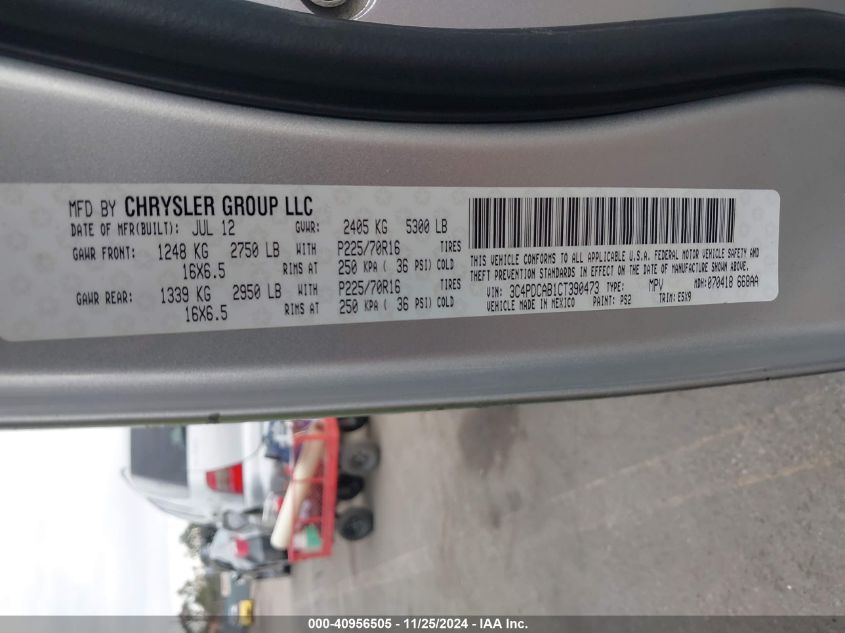 MFD BY CHRYSLER GROUP LLC
DATE OF MFR(BUILT): JUL 12 GVWR: 2405 KG 5300 LB
GAWR FRONT: 1248 KG 2750 LB WITH P225/70R16 TIRES
16X6.5 RIMS AT 250 KPA ( 36 PSI) COLD
GAWR REAR: 1339 KG 2950 LB WITH P225/70R16 TIRES
16X6.5 RIMS AT 250 KPA ( 36 PSI) COLD
THIS VEHICLE CONFORMS TO ALL APPLICABLE U.S.A. FEDERAL MOTOR VEHICLE SAFETY AND
THEFT PREVENTION STANDARDS IN EFFECT ON THE DATE OF MANUFACTURE SHOWN ABOVE.
VIN: 3C4PDCAB1CT390473 TYPE: MPV MDH: 070418 668AA
VEHICLE MADE IN MEXICO PAINT: PS2 TRIM: ESX9
000-40956505 - 11/25/2024 - IAA Inc.